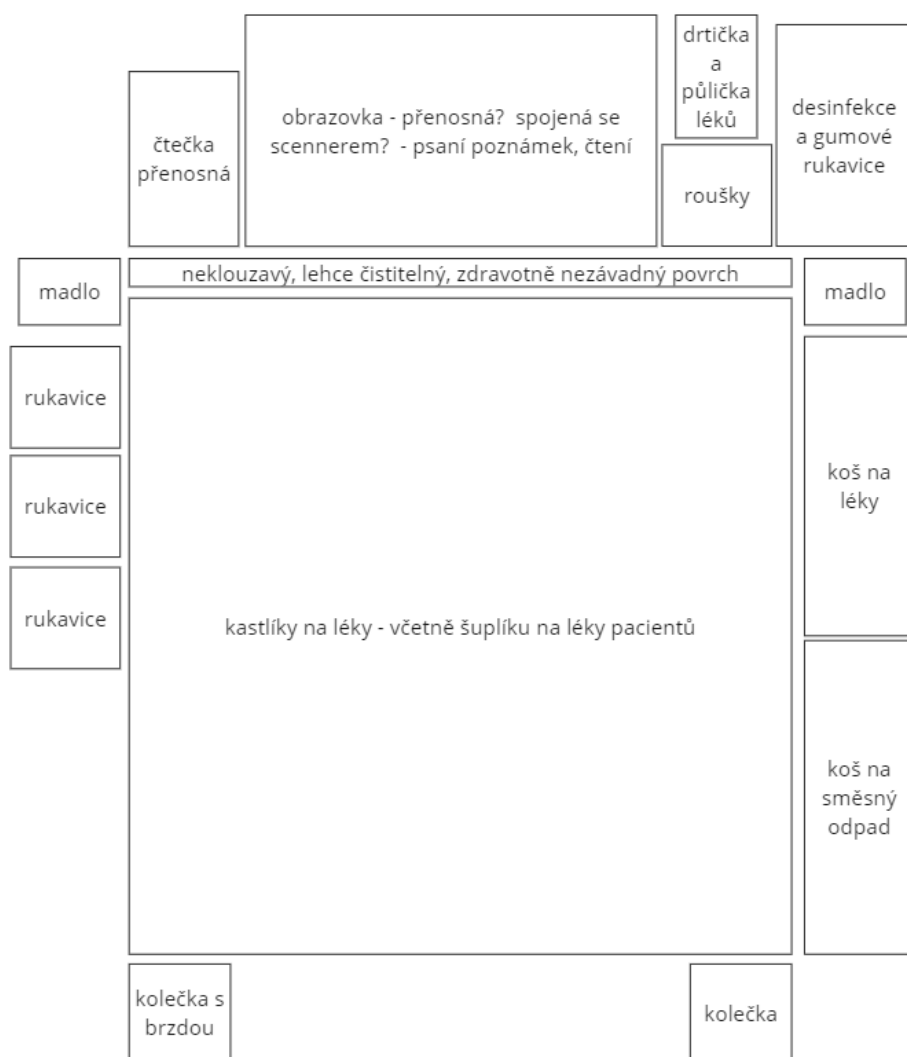 čtečka
přenosná
obrazovka - přenosná?  spojená se
scennerem?  - psaní poznámek, čtení
drtička
a
půlička
léků
roušky
desinfekce
a gumové
rukavice
madlo
neklouzavý, lehce čistitelný, zdravotně nezávadný povrch
madlo
rukavice
rukavice
rukavice
kastlíky na léky - včetně šuplíku na léky pacientů
koš na
léky
koš na
směsný
odpad
kolečka s
brzdou
kolečka